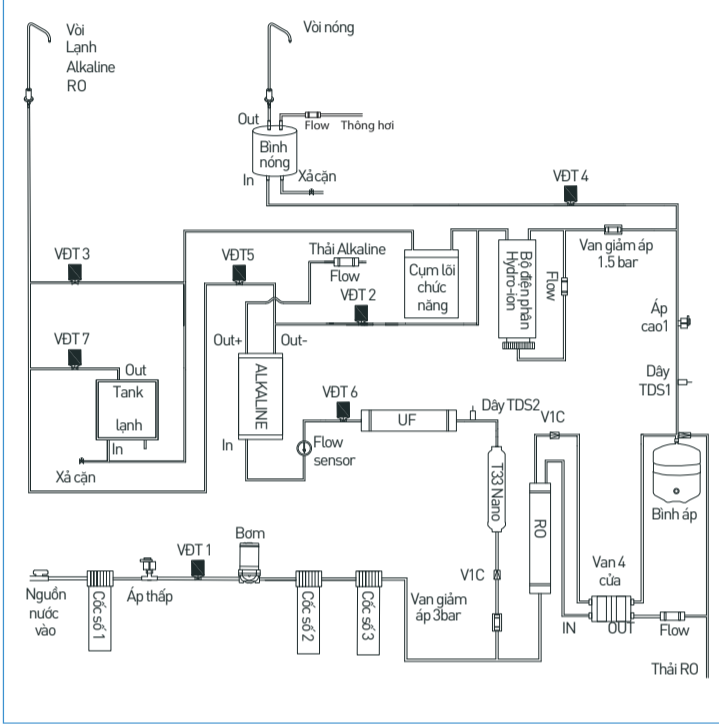 Vòi
Lạnh
Alkaline
RO
Vòi nóng
Out
Flow
Thông hơi
Bình
nóng
In
Xả cặn
VĐT 4
VĐT 3
VĐT5
Thải Alkaline
Flow
VĐT 2
Cụm lõi
chức
năng
Bộ điện phân
Hydro-ion
Flow
Van giảm áp
1.5 bar
Áp
cao1
VĐT 7
Out
Tank
lạnh
In
Xả cặn
Out+
Out-
ALKALINE
In
Dây
TDS1
VĐT 6
Flow
sensor
UF
Dây TDS2
V1C
T33 Nano
RO
Bình áp
Bơm
VĐT 1
V1C
Van 4
cửa
Nguồn
nước
vào
Cốc số 1
Áp thấp
Cốc số 2
Cốc số 3
Van giảm
áp 3bar
IN
OUT
Flow
Thải RO